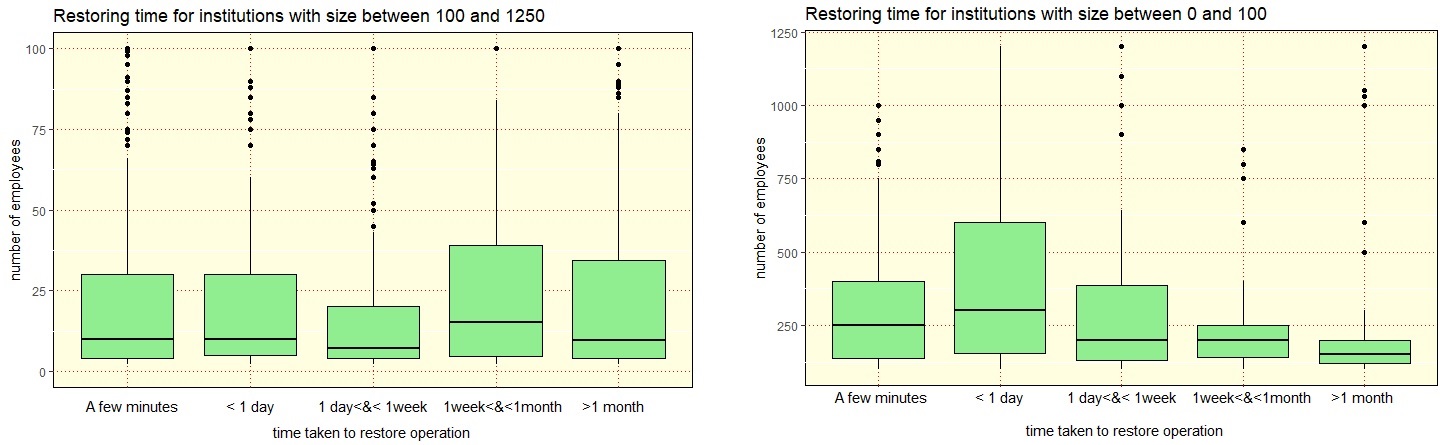 Restoring time for institutions with size between 100 and 1250
100
75
50
25
0
number of employees
A few minutes
< 1 day
1 day<&< 1week
1week<&<1month
>1 month
time taken to restore operation
Restoring time for institutions with size between 0 and 100
1250
1000
750
500
250
number of employees
A few minutes
< 1 day
1 day<&< 1week
1week<&<1month
>1 month
time taken to restore operation